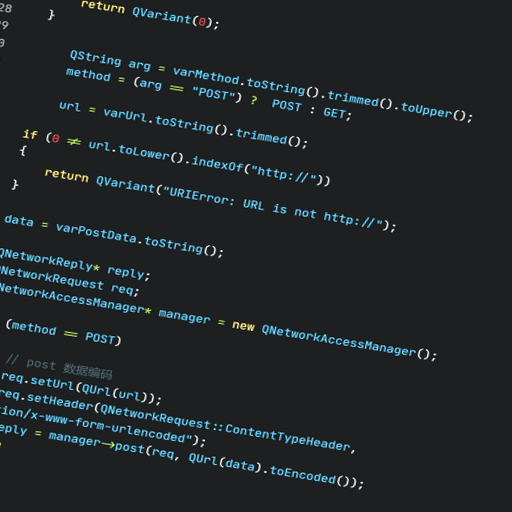 28 return QVariant(0);
29 }
0
QString arg = varMethod.toString().trimmed().toUpper();
method = (arg == "POST") ? POST : GET;
url = varUrl.toString().trimmed();
if (0 != url.toLower().indexOf("http://"))
{
return QVariant("URIError: URL is not http://");
}
data = varPostData.toString();
QNetworkReply* reply;
NetworkRequest req;
NetworkAccessManager* manager = new QNetworkAccessManager();
(method == POST)
// post 数据编码
req.setUrl(QUrl(url));
req.setHeader(QNetworkRequest::ContentTypeHeader,
tion/x-www-form-urlencoded");
eply = manager->post(req, QUrl(data).toEncoded());